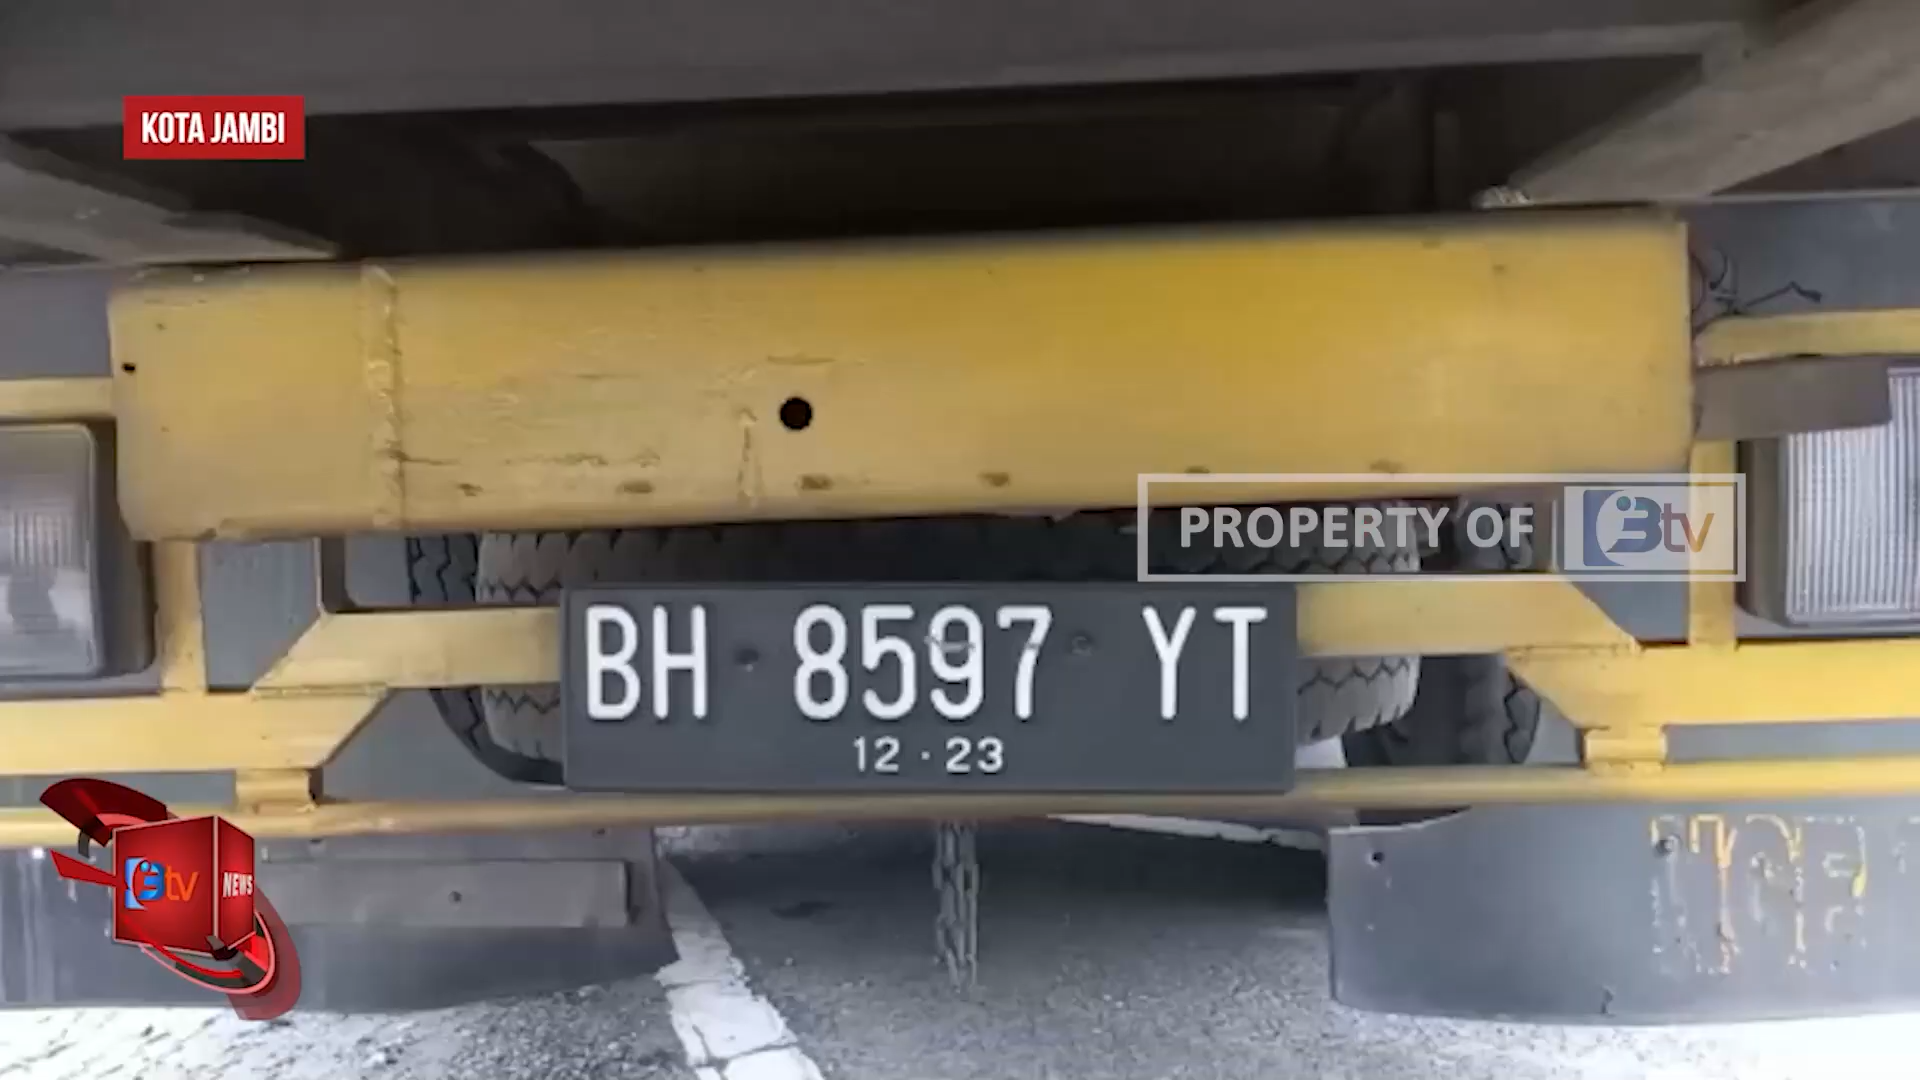 KOTA JAMBI
PROPERTY OF 3tv
BH 8597 YT
12 · 23
3tv NEWS